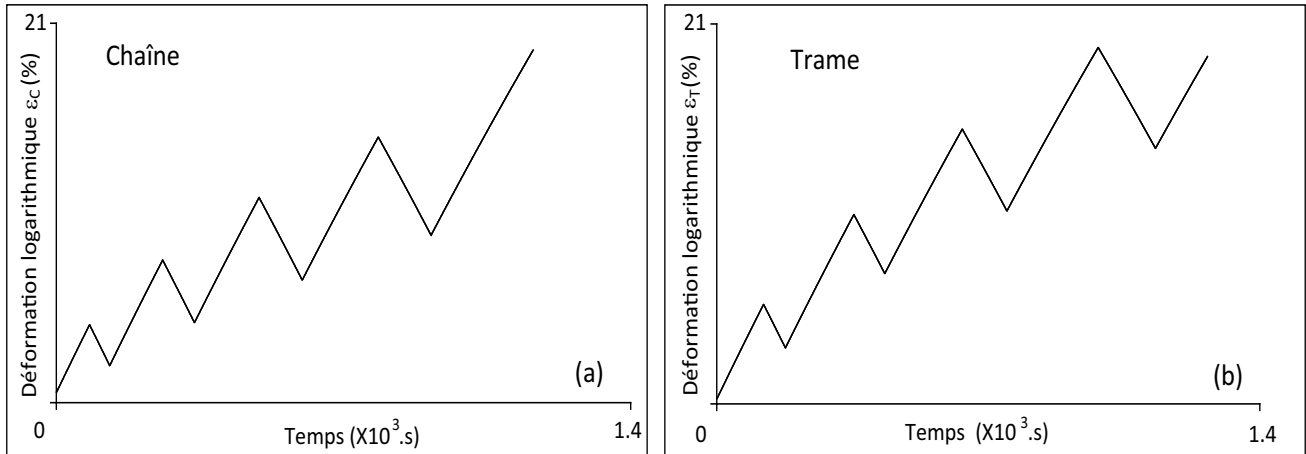 21
Chaîne
Déformation logarithmique εC (%)
(a)
0
Temps (X10³.s)
1.4
21
Trame
Déformation logarithmique εT (%)
(b)
0
Temps (X10³.s)
1.4